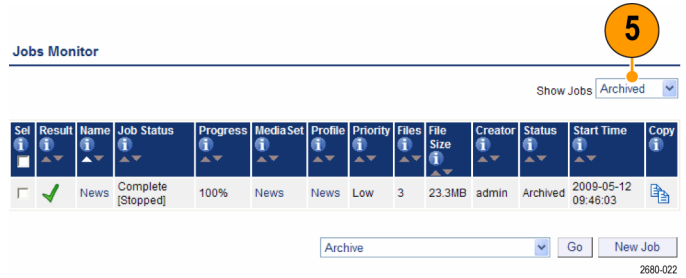 5
Jobs Monitor
Show Jobs Archived
Sel Result Name Job Status Progress MediaSet Profile Priority Files File Size Creator Status Start Time Copy
News Complete [Stopped] 100% News News Low 3 23.3MB admin Archived 2009-05-12 09:46:03
Archive Go New Job
2680-022